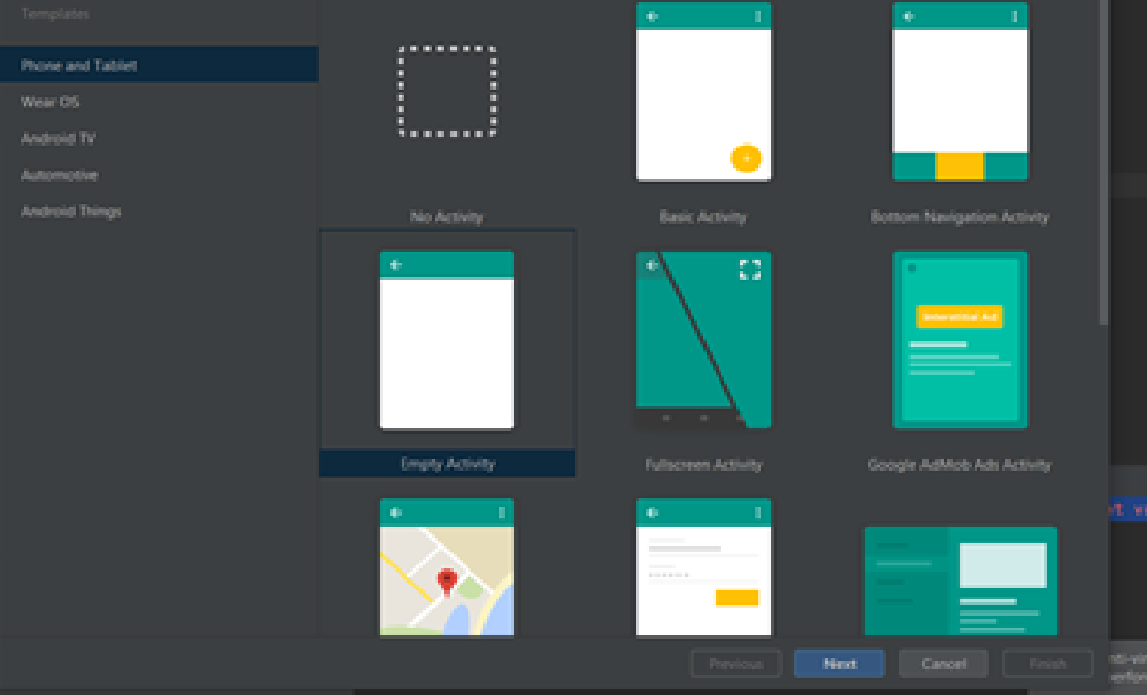 Templates
Phone and Tablet
Wear OS
Android TV
Automotive
Android Things
No Activity
Basic Activity
Bottom Navigation Activity
Interstitial Ad
Empty Activity
Fullscreen Activity
Google AdMob Ads Activity
Previous
Next
Cancel
Finish